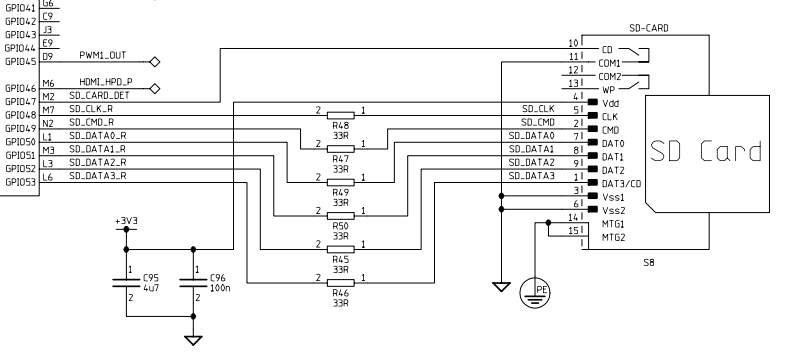 GPIO41 G6
GPIO42 C9
GPIO43 J3
GPIO44 E9
GPIO45 D9 PWM1_OUT
GPIO46 M6 HDMI_HPD_P
GPIO47 M2 SD_CARD_DET
GPIO48 M7 SD_CLK_R
GPIO49 N2 SD_CMD_R
GPIO50 L1 SD_DATA0_R
GPIO51 M3 SD_DATA1_R
GPIO52 L3 SD_DATA2_R
GPIO53 L6 SD_DATA3_R
2 1
R48
33R
2 1
R47
33R
2 1
R49
33R
2 1
R50
33R
2 1
R45
33R
2 1
R46
33R
SD-CARD
10 CD
11 COM1
12 COM2
13 WP
4 Vdd
SD_CLK 5 CLK
SD_CMD 2 CMD
SD_DATA0 7 DAT0
SD_DATA1 8 DAT1
SD_DATA2 9 DAT2
SD_DATA3 1 DAT3/CD
3 Vss1
6 Vss2
14 MTG1
15 MTG2
SD Card
S8
+3V3
1 C95
4u7
2
1 C96
100n
2
PE